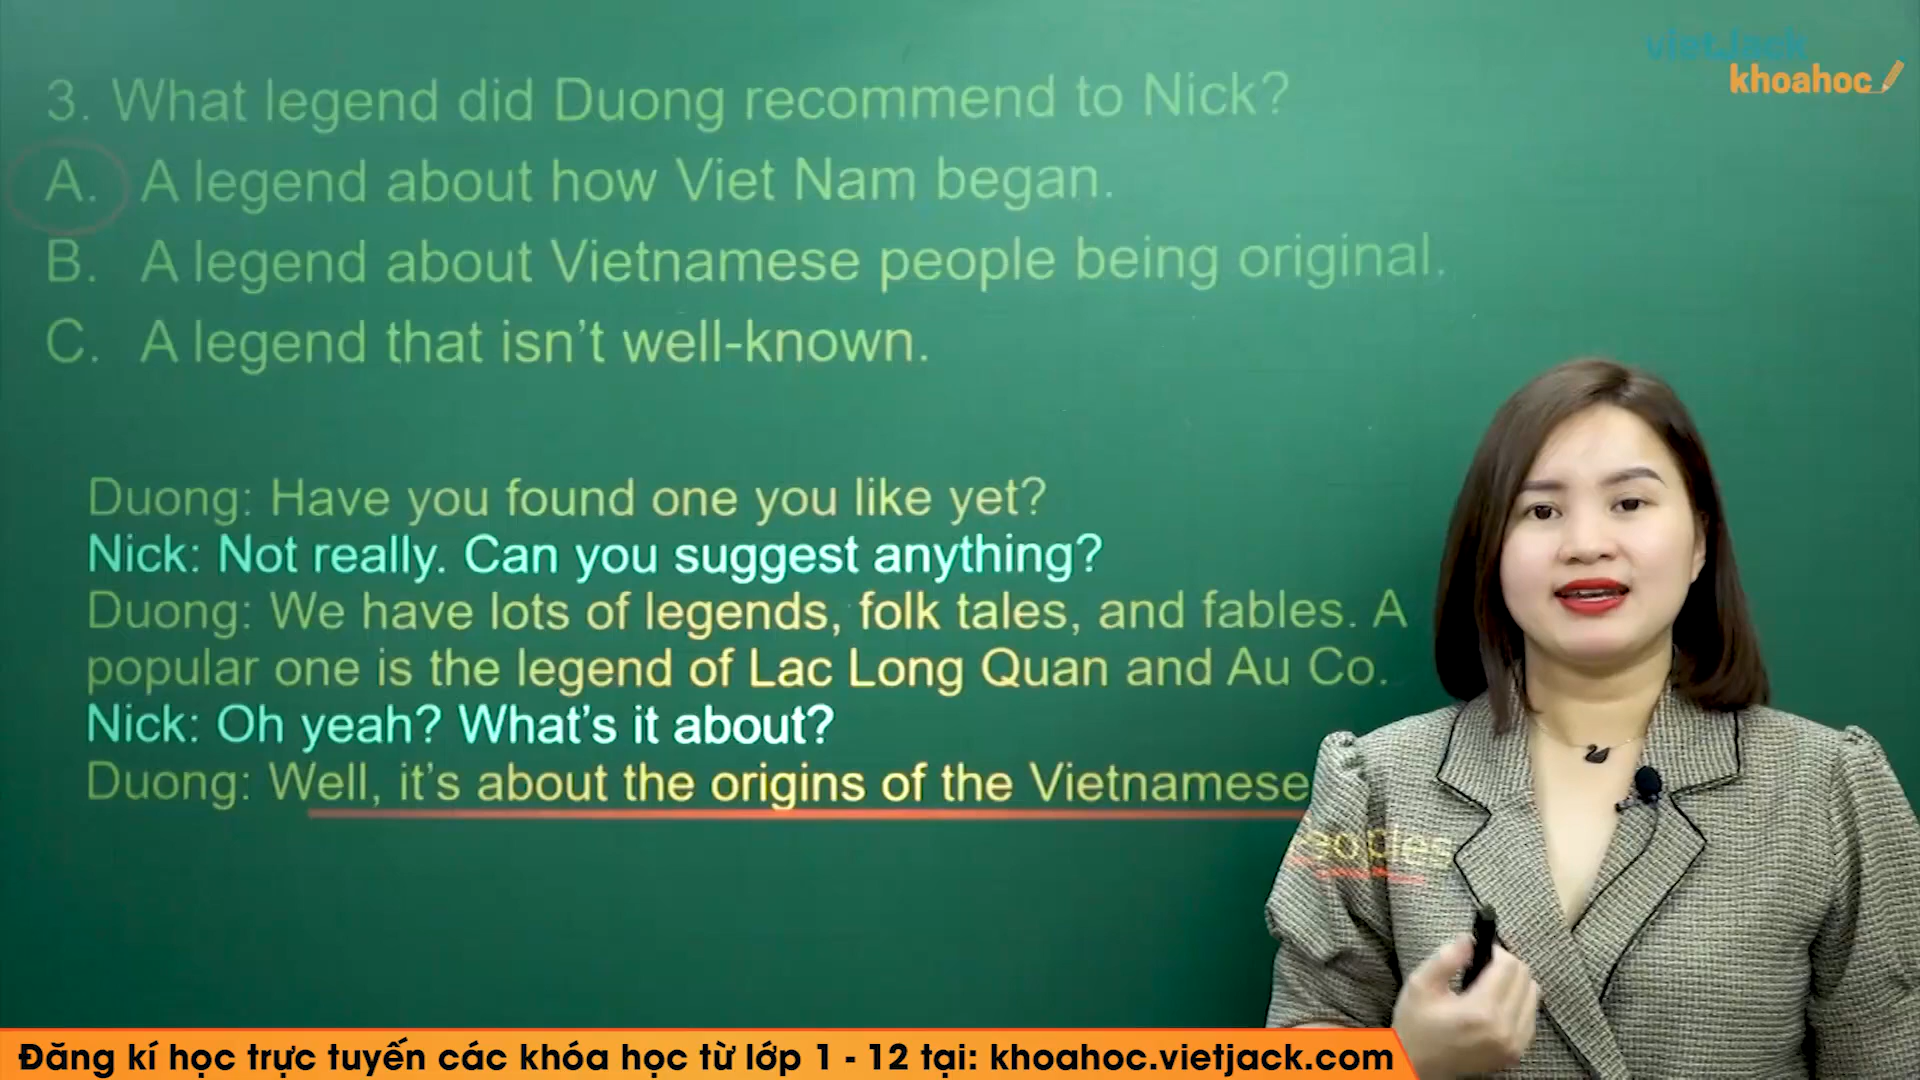 vietJack
khoahoc
3. What legend did Duong recommend to Nick?
A. A legend about how Viet Nam began.
B. A legend about Vietnamese people being original.
C. A legend that isn't well-known.
Duong: Have you found one you like yet?
Nick: Not really. Can you suggest anything?
Duong: We have lots of legends, folk tales, and fables. A
popular one is the legend of Lac Long Quan and Au Co.
Nick: Oh yeah? What's it about?
Duong: Well, it's about the origins of the Vietnamese
peoples
Đăng kí học trực tuyến các khóa học từ lớp 1 - 12 tại: khoahoc.vietjack.com